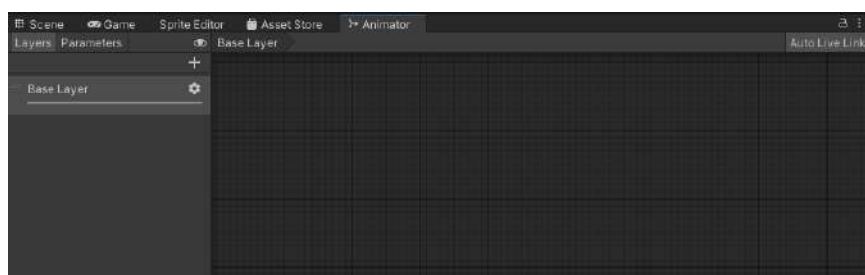 Scene Game Sprite Editor Asset Store Animator
Layers Parameters Base Layer Auto Live Link
Base Layer